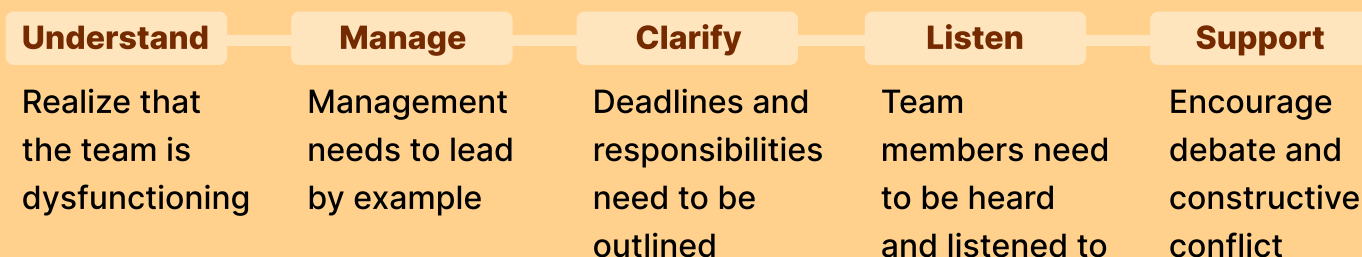 Understand
Realize that
the team is
dysfunctioning
Manage
Management
needs to lead
by example
Clarify
Deadlines and
responsibilities
need to be
outlined
Listen
Team
members need
to be heard
and listened to
Support
Encourage
debate and
constructive
conflict